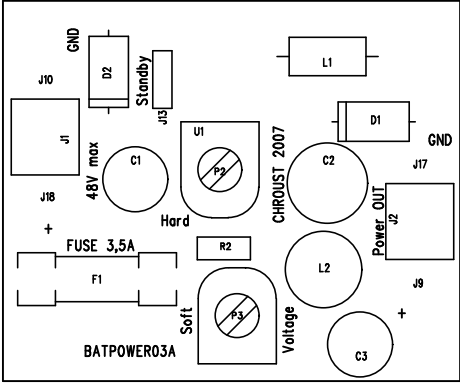 GND
J10
D2
Standby
J13
L1
D1
GND
J1
48V max
C1
U1
P2
CHROUST 2007
C2
J17
J18
Hard
Power OUT
J2
+
FUSE 3,5A
R2
L2
F1
J9
Soft
P3
Voltage
+
BATPOWER03A
C3